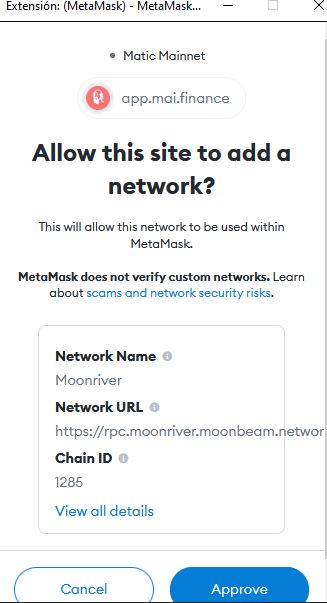 Extensión: (MetaMask) - MetaMask...
Matic Mainnet
app.mai.finance
Allow this site to add a
network?
This will allow this network to be used within
MetaMask.
MetaMask does not verify custom networks. Learn
about scams and network security risks.
Network Name
Moonriver
Network URL
https://rpc.moonriver.moonbeam.networ
Chain ID
1285
View all details
Cancel
Approve